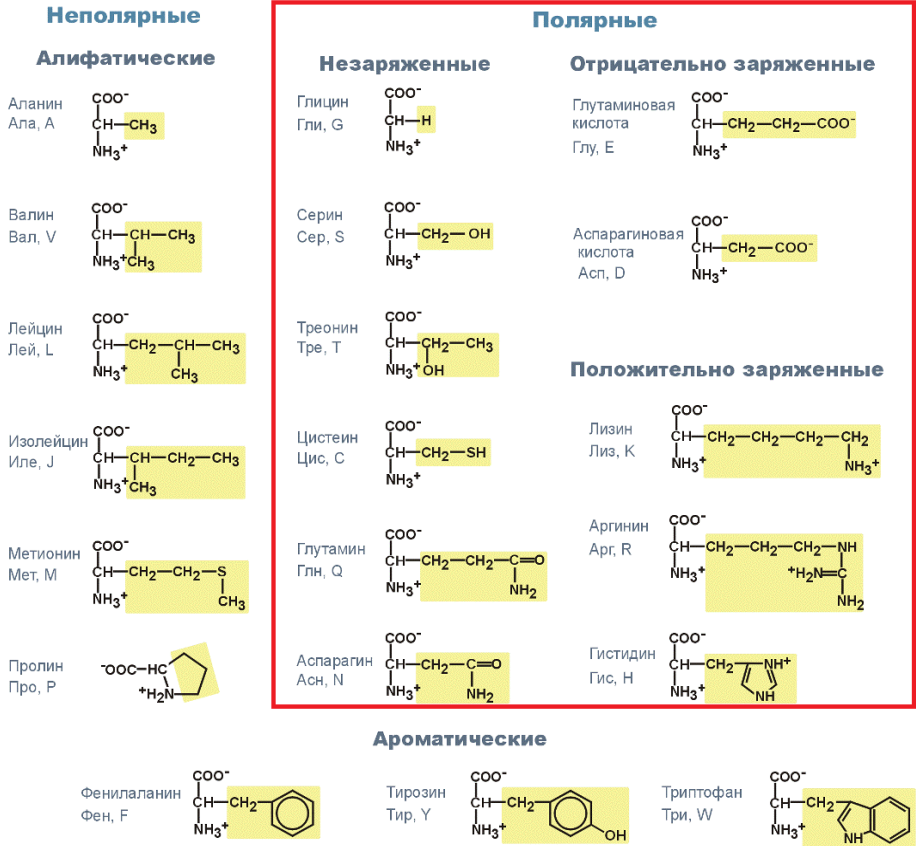 Неполярные
Алифатические
Аланин
Ала, A
COO⁻
CH—CH₃
NH₃⁺
Валин
Вал, V
COO⁻
CH—CH—CH₃
NH₃⁺
CH₃
Лейцин
Лей, L
COO⁻
CH—CH₂—CH—CH₃
NH₃⁺
CH₃
Изолейцин
Иле, J
COO⁻
CH—CH—CH₂—CH₃
NH₃⁺
CH₃
Метионин
Мет, M
COO⁻
CH—CH₂—CH₂—S
NH₃⁺
CH₃
Пролин
Про, P
⁻OOC—HC
⁺H₂N
Полярные
Незаряженные
Глицин
Гли, G
COO⁻
CH—H
NH₃⁺
Серин
Сер, S
COO⁻
CH—CH₂—OH
NH₃⁺
Треонин
Тре, T
COO⁻
CH—CH—CH₃
NH₃⁺
OH
Цистеин
Цис, C
COO⁻
CH—CH₂—SH
NH₃⁺
Глутамин
Глн, Q
COO⁻
CH—CH₂—CH₂—C=O
NH₃⁺
NH₂
Аспарагин
Асн, N
COO⁻
CH—CH₂—C=O
NH₃⁺
NH₂
Отрицательно заряженные
Глутаминовая
кислота
Глу, E
COO⁻
CH—CH₂—CH₂—COO⁻
NH₃⁺
Аспарагиновая
кислота
Асп, D
COO⁻
CH—CH₂—COO⁻
NH₃⁺
Положительно заряженные
Лизин
Лиз, K
COO⁻
CH—CH₂—CH₂—CH₂—CH₂
NH₃⁺
NH₃⁺
Аргинин
Арг, R
COO⁻
CH—CH₂—CH₂—CH₂—NH
NH₃⁺
⁺H₂N=C
NH₂
Гистидин
Гис, H
COO⁻
CH—CH₂
NH⁺
NH₃⁺
NH
Ароматические
Фенилаланин
Фен, F
COO⁻
CH—CH₂
NH₃⁺
Тирозин
Тир, Y
COO⁻
CH—CH₂
NH₃⁺
OH
Триптофан
Три, W
COO⁻
CH—CH₂
NH₃⁺
NH